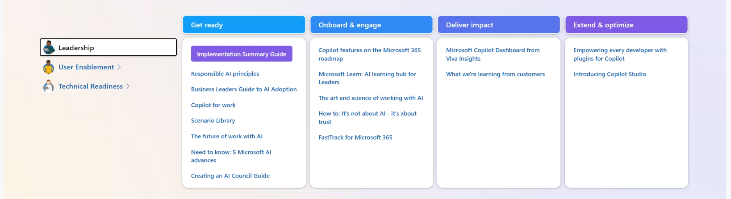 Leadership
User Enablement
Technical Readiness
Get ready
Implementation Summary Guide
Responsible AI principles
Business Leaders Guide to AI Adoption
Copilot for work
Scenario Library
The future of work with AI
Need to know: 5 Microsoft AI
advances
Creating an AI Council Guide
Onboard & engage
Copilot features on the Microsoft 365
roadmap
Microsoft Learn: AI learning hub for
Leaders
The art and science of working with AI
How to: it's not about AI - it's about
trust
FastTrack for Microsoft 365
Deliver impact
Microsoft Copilot Dashboard from
Viva Insights
What we're learning from customers
Extend & optimize
Empowering every developer with
plugins for Copilot
Introducing Copilot Studio